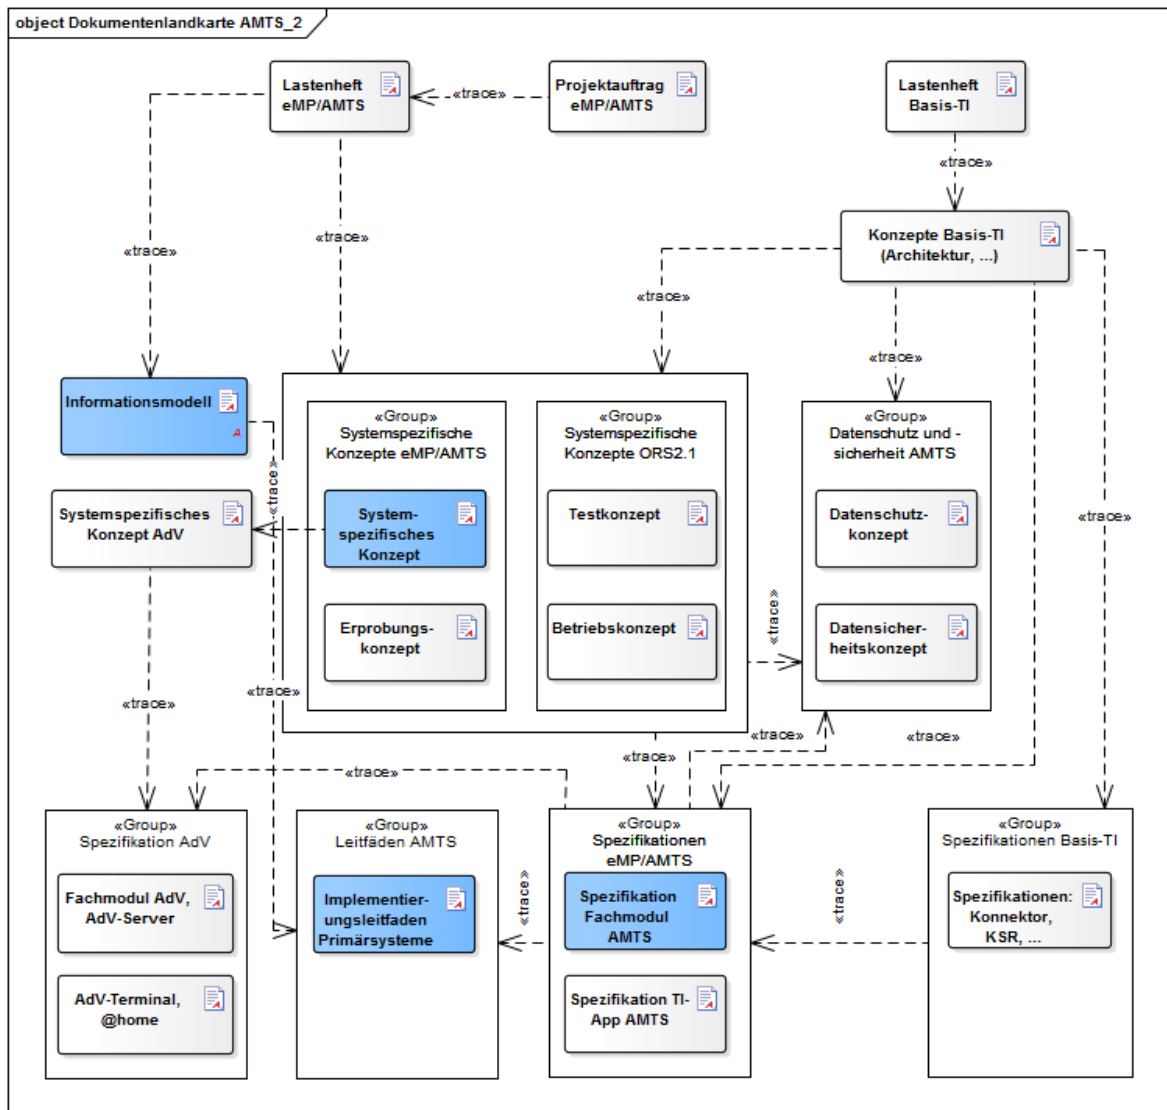 object Dokumentenlandkarte AMTS_2
Lastenheft
eMP/AMTS
«trace»
Projektauftrag
eMP/AMTS
Lastenheft
Basis-TI
«trace»
Konzepte Basis-TI
(Architektur, ...)
«trace»
«trace»
«trace»
«trace»
«trace»
Informationsmodell
A
«trace»
Systemspezifisches
Konzept AdV
«Group»
Systemspezifische
Konzepte eMP/AMTS
System-
spezifisches
Konzept
Erprobungs-
konzept
«Group»
Systemspezifische
Konzepte ORS2.1
Testkonzept
Betriebskonzept
«Group»
Datenschutz und -
sicherheit AMTS
Datenschutz-
konzept
Datensicher-
heitskonzept
«trace»
«trace»
«trace»
«trace»
«trace»
«trace»
«trace»
«trace»
«Group»
Spezifikation AdV
Fachmodul AdV,
AdV-Server
AdV-Terminal,
@home
«Group»
Leitfäden AMTS
Implementier-
ungsleitfaden
Primärsysteme
«trace»
«Group»
Spezifikationen
eMP/AMTS
Spezifikation
Fachmodul
AMTS
Spezifikation TI-
App AMTS
«trace»
«Group»
Spezifikationen Basis-TI
Spezifikationen:
Konnektor,
KSR, ...